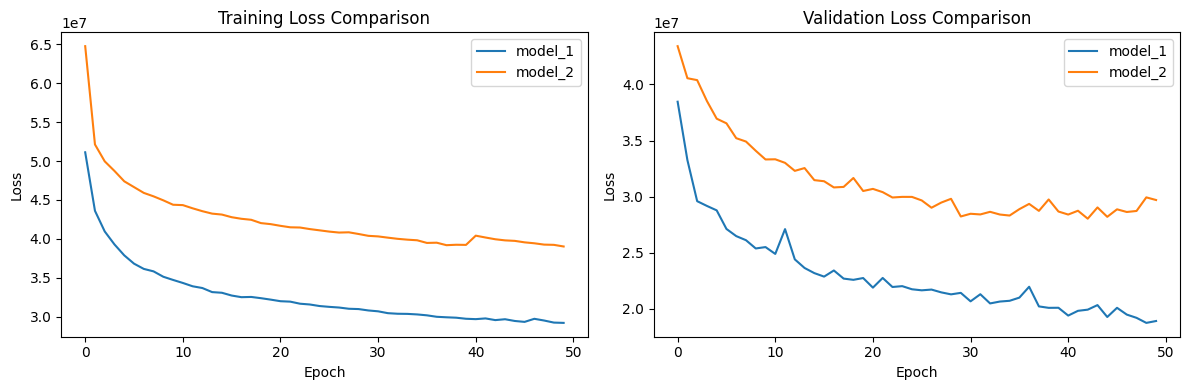 Training Loss Comparison
1e7
6.5
6.0
5.5
5.0
4.5
4.0
3.5
3.0
Loss
0
10
20
30
40
50
Epoch
model_1
model_2
Validation Loss Comparison
1e7
4.0
3.5
3.0
2.5
2.0
Loss
0
10
20
30
40
50
Epoch
model_1
model_2